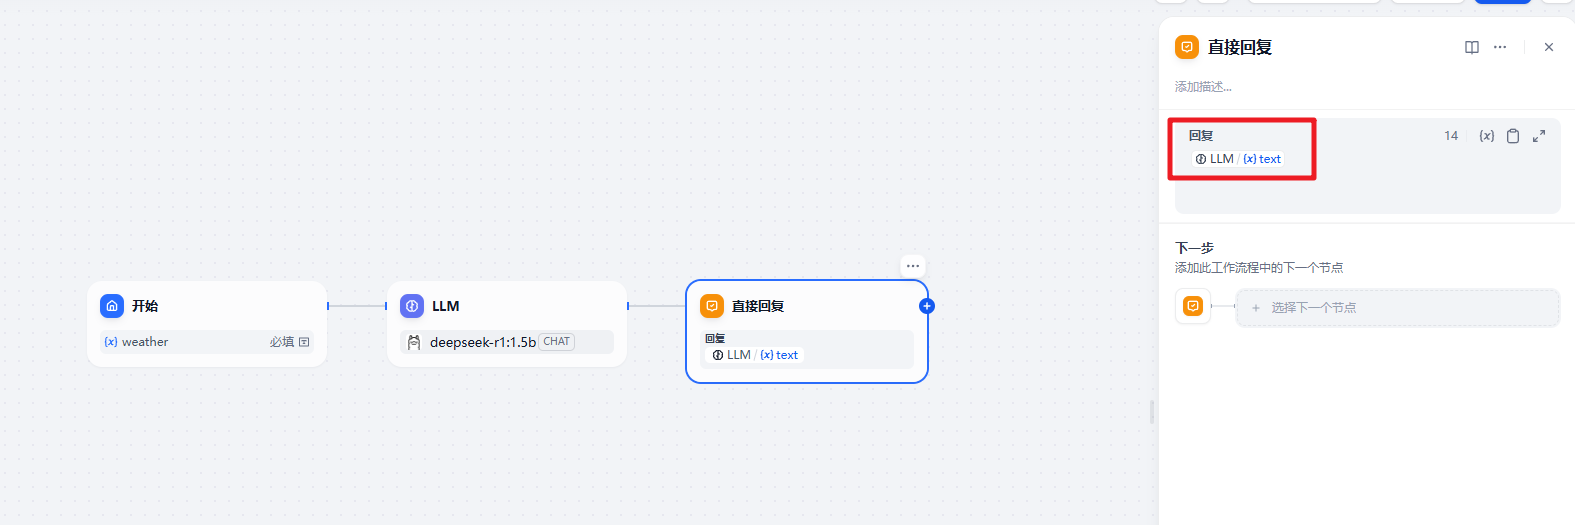 开始
{x} weather 必填
LLM
deepseek-r1:1.5b CHAT
直接回复
回复
LLM / {x} text
直接回复
添加描述...
回复 14 {x}
LLM / {x} text
下一步
添加此工作流程中的下一个节点
+ 选择下一个节点